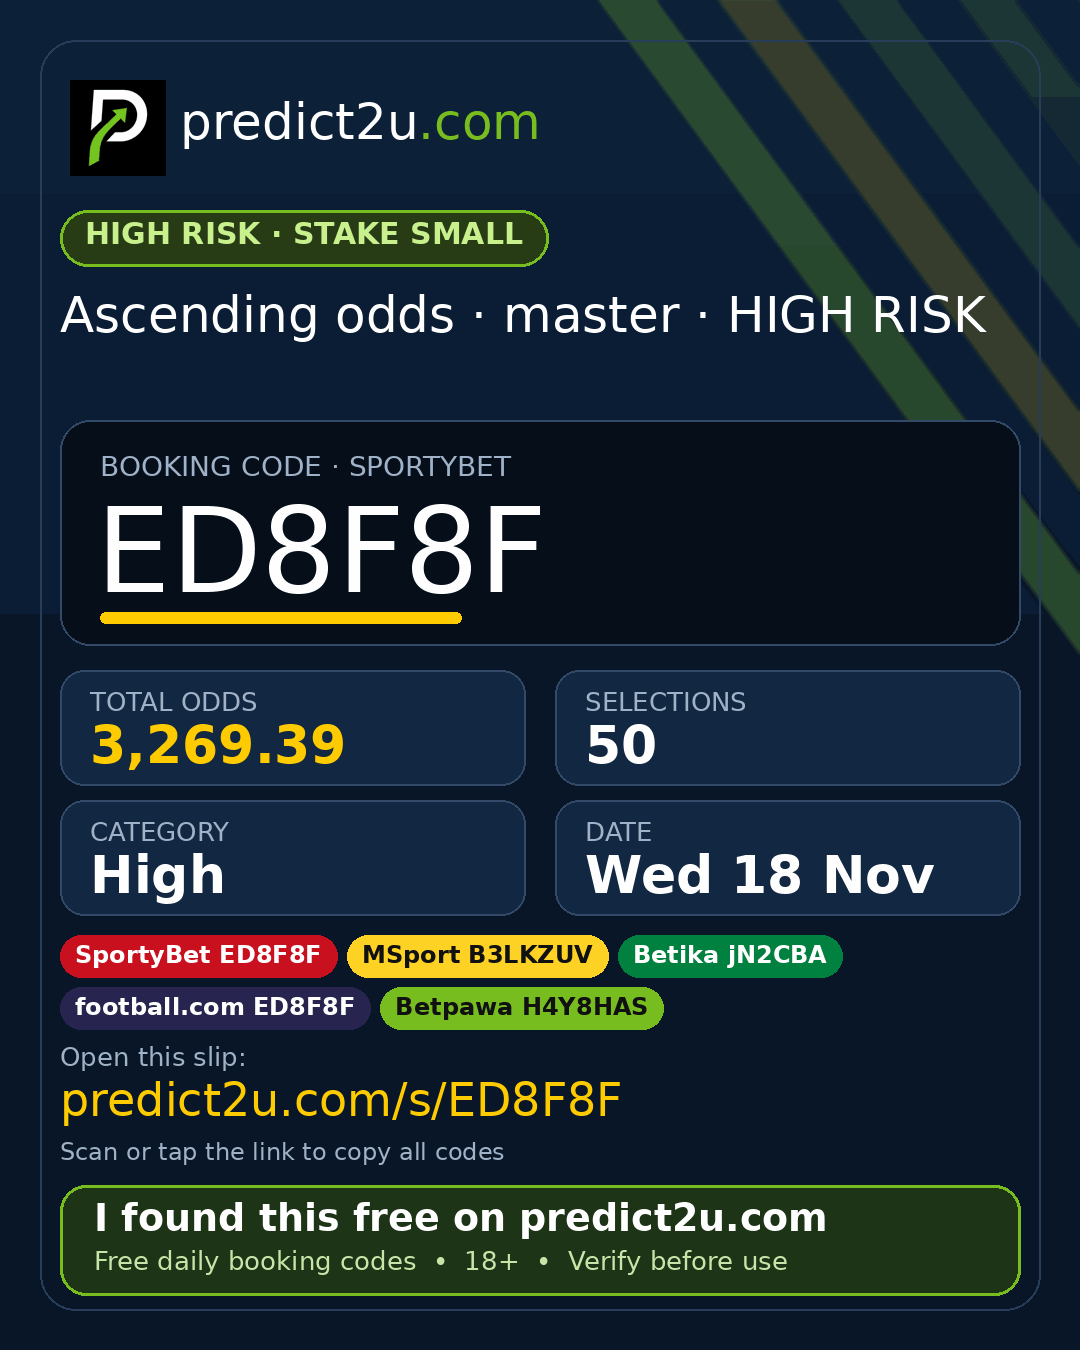 predict2u.com
HIGH RISK · STAKE SMALL
Ascending odds · master · HIGH RISK
BOOKING CODE · SPORTYBET
ED8F8F
TOTAL ODDS
3,269.39
SELECTIONS
50
CATEGORY
High
DATE
Wed 18 Nov
SportyBet ED8F8F
MSport B3LKZUV
Betika jN2CBA
football.com ED8F8F
Betpawa H4Y8HAS
Open this slip:
predict2u.com/s/ED8F8F
Scan or tap the link to copy all codes
I found this free on predict2u.com
Free daily booking codes • 18+ • Verify before use